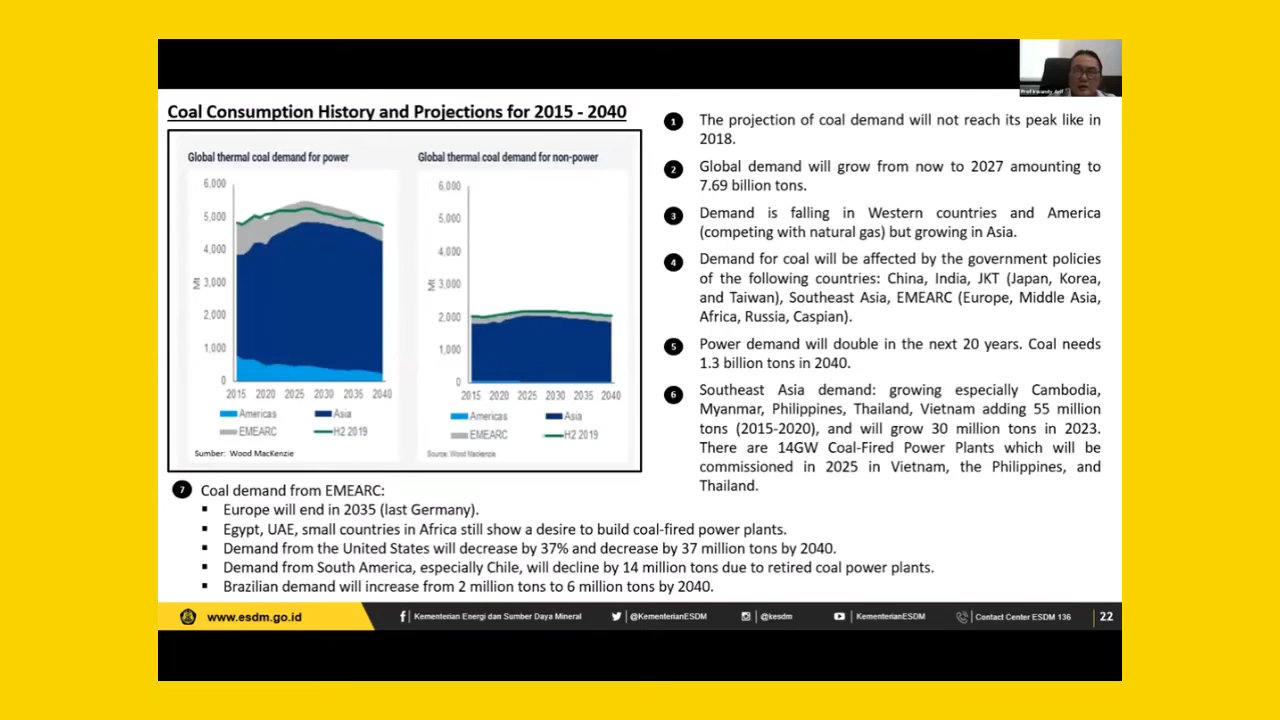 Prof Irwandy Arif
Coal Consumption History and Projections for 2015 - 2040
Global thermal coal demand for power
6,000
5,000
4,000
3,000
2,000
1,000
0
Mt
2015 2020 2025 2030 2035 2040
Americas Asia
EMEARC H2 2019
Sumber: Wood MacKenzie
Global thermal coal demand for non-power
6,000
5,000
4,000
3,000
2,000
1,000
0
Mt
2015 2020 2025 2030 2035 2040
Americas Asia
EMEARC H2 2019
Source: Wood Mackenzie
1 The projection of coal demand will not reach its peak like in
2018.
2 Global demand will grow from now to 2027 amounting to
7.69 billion tons.
3 Demand is falling in Western countries and America
(competing with natural gas) but growing in Asia.
4 Demand for coal will be affected by the government policies
of the following countries: China, India, JKT (Japan, Korea,
and Taiwan), Southeast Asia, EMEARC (Europe, Middle Asia,
Africa, Russia, Caspian).
5 Power demand will double in the next 20 years. Coal needs
1.3 billion tons in 2040.
6 Southeast Asia demand: growing especially Cambodia,
Myanmar, Philippines, Thailand, Vietnam adding 55 million
tons (2015-2020), and will grow 30 million tons in 2023.
There are 14GW Coal-Fired Power Plants which will be
commissioned in 2025 in Vietnam, the Philippines, and
Thailand.
7 Coal demand from EMEARC:
▪ Europe will end in 2035 (last Germany).
▪ Egypt, UAE, small countries in Africa still show a desire to build coal-fired power plants.
▪ Demand from the United States will decrease by 37% and decrease by 37 million tons by 2040.
▪ Demand from South America, especially Chile, will decline by 14 million tons due to retired coal power plants.
▪ Brazilian demand will increase from 2 million tons to 6 million tons by 2040.
www.esdm.go.id Kementerian Energi dan Sumber Daya Mineral @KementerianESDM @kesdm KementerianESDM Contact Center ESDM 136 22